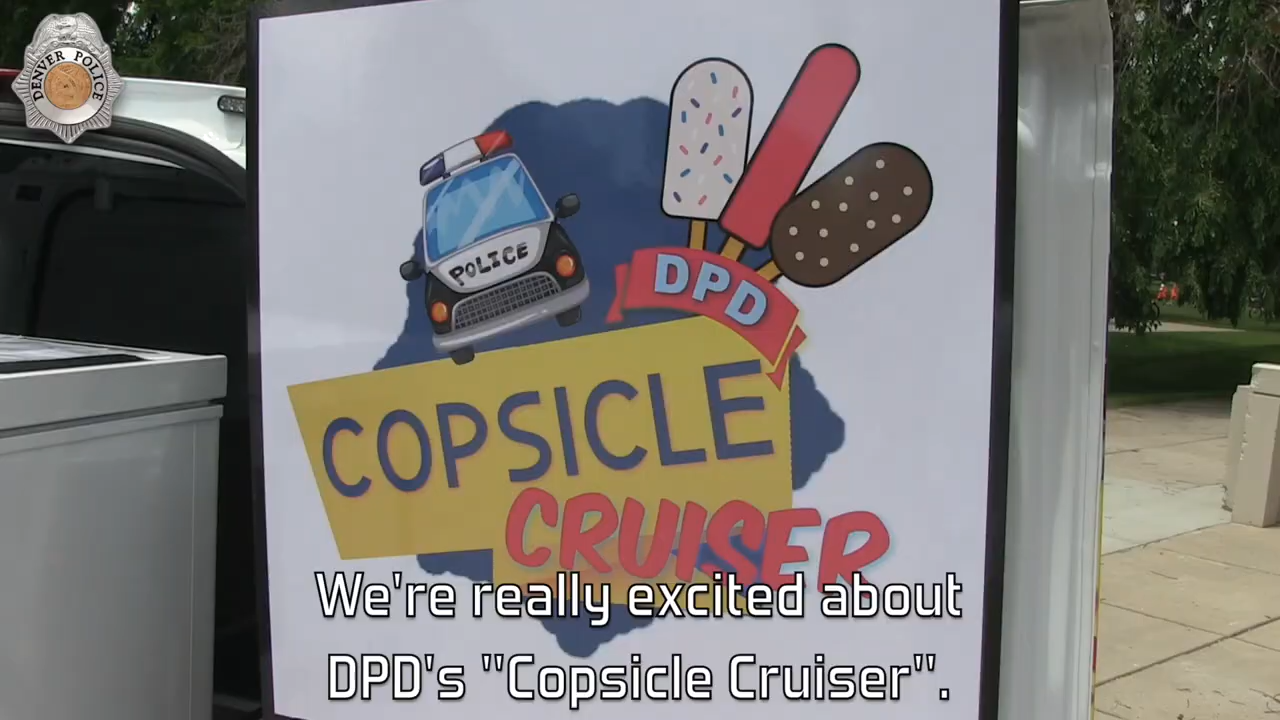 DENVER POLICE
POLICE
DPD
COPSICLE
CRUISER
We're really excited about
DPD's "Copsicle Cruiser".